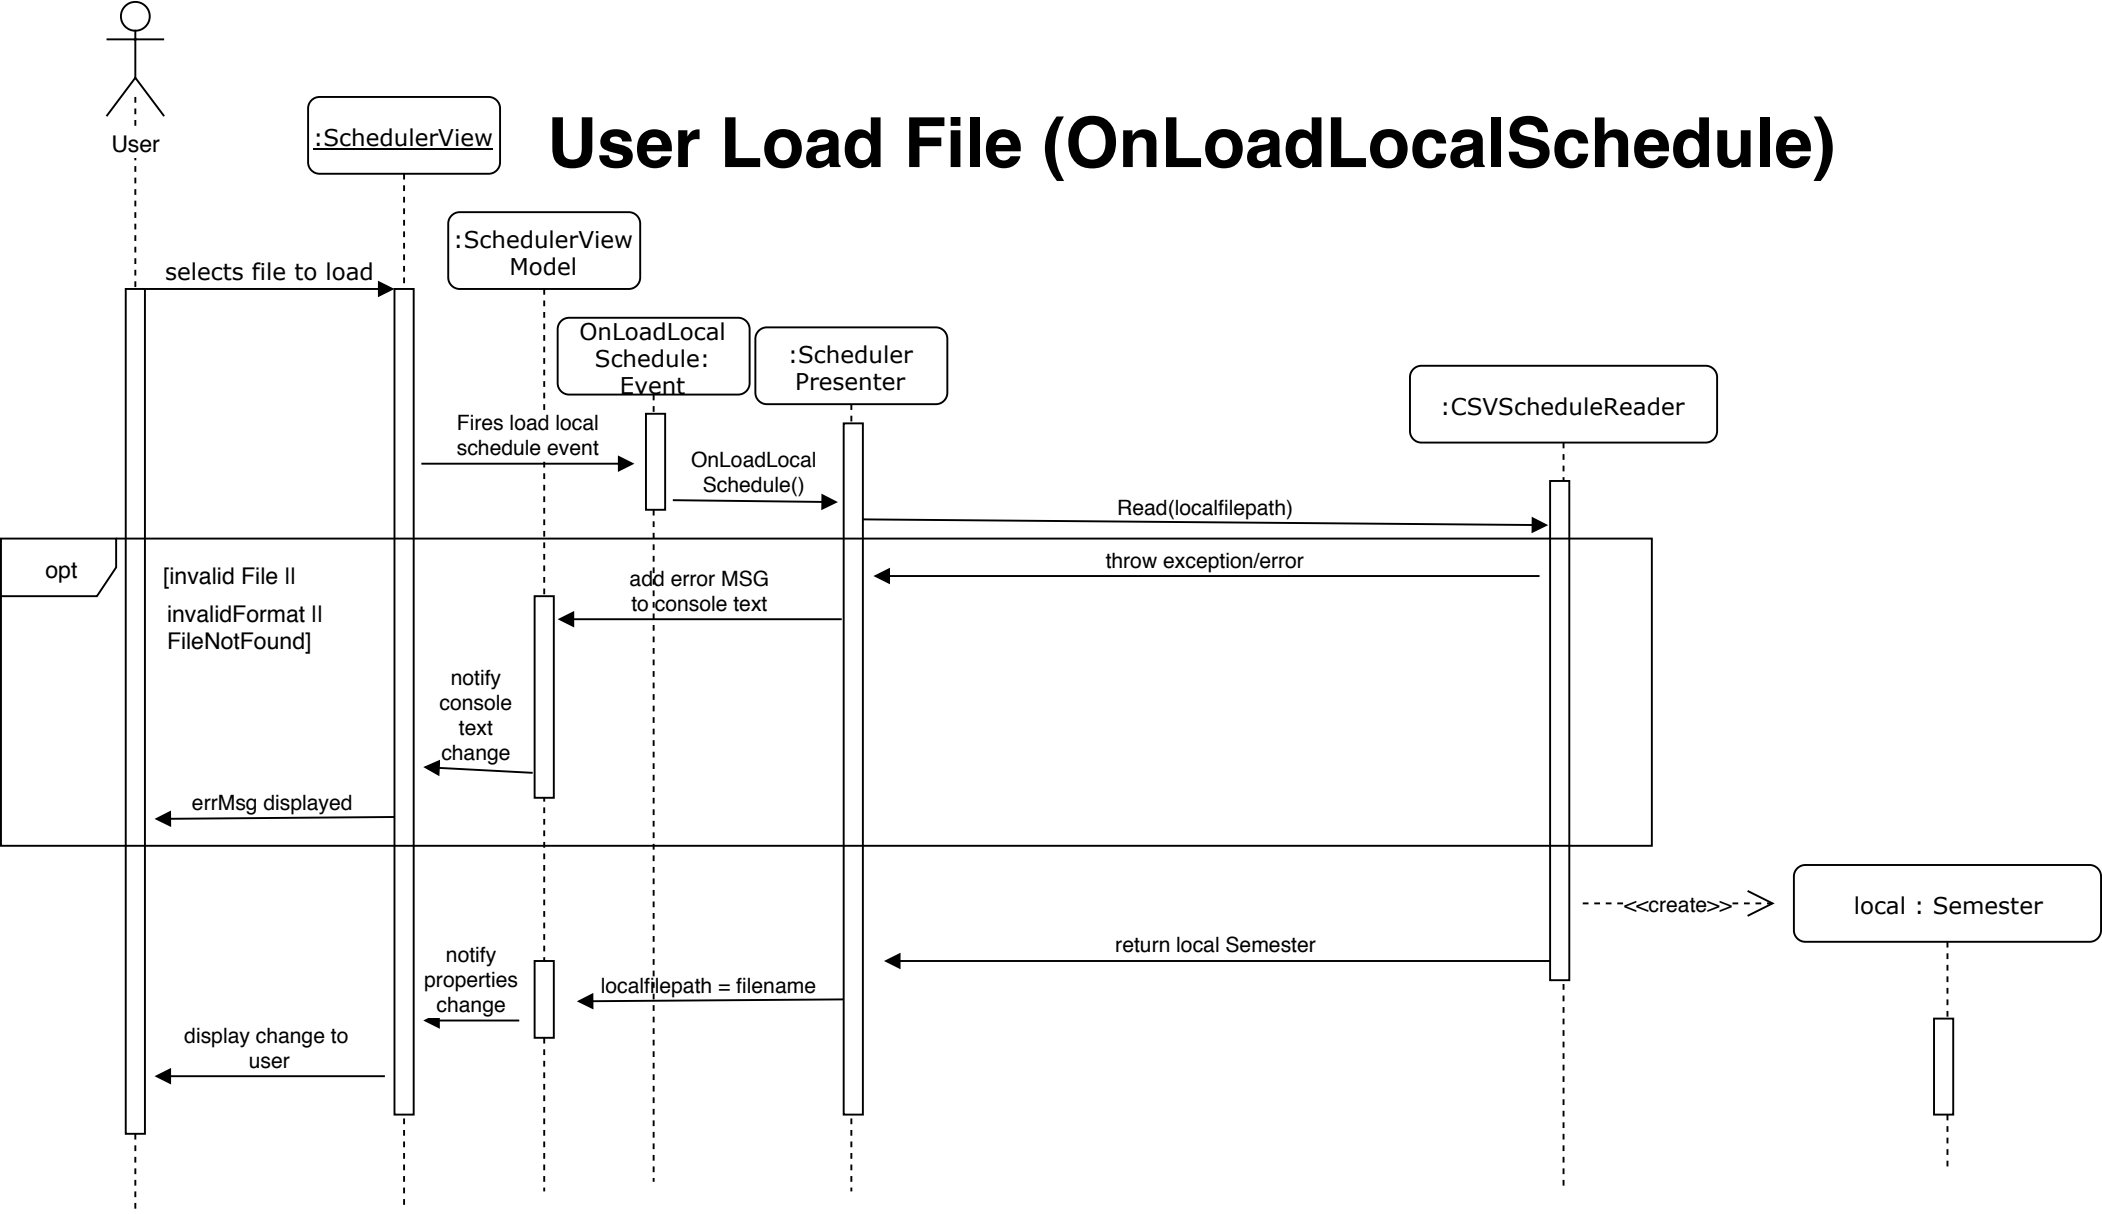 User
:SchedulerView
User Load File (OnLoadLocalSchedule)
:SchedulerView
Model
selects file to load
OnLoadLocal
Schedule:
Event
:Scheduler
Presenter
:CSVScheduleReader
Fires load local
schedule event
OnLoadLocal
Schedule()
Read(localfilepath)
opt
[invalid File ||
invalidFormat ||
FileNotFound]
throw exception/error
add error MSG
to console text
notify
console
text
change
errMsg displayed
<<create>>
local : Semester
return local Semester
notify
properties
change
localfilepath = filename
display change to
user